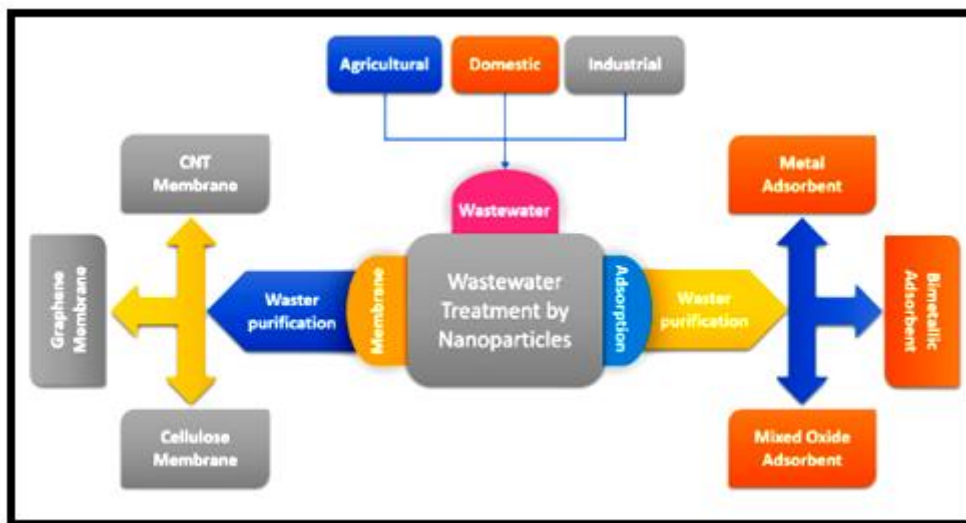 Agricultural
Domestic
Industrial
CNT
Membrane
Metal
Adsorbent
Wastewater
Graphene
Membrane
Waster
purification
Membrane
Wastewater
Treatment by
Nanoparticles
Adsorption
Waster
purification
Bimetallic
Adsorbent
Cellulose
Membrane
Mixed Oxide
Adsorbent